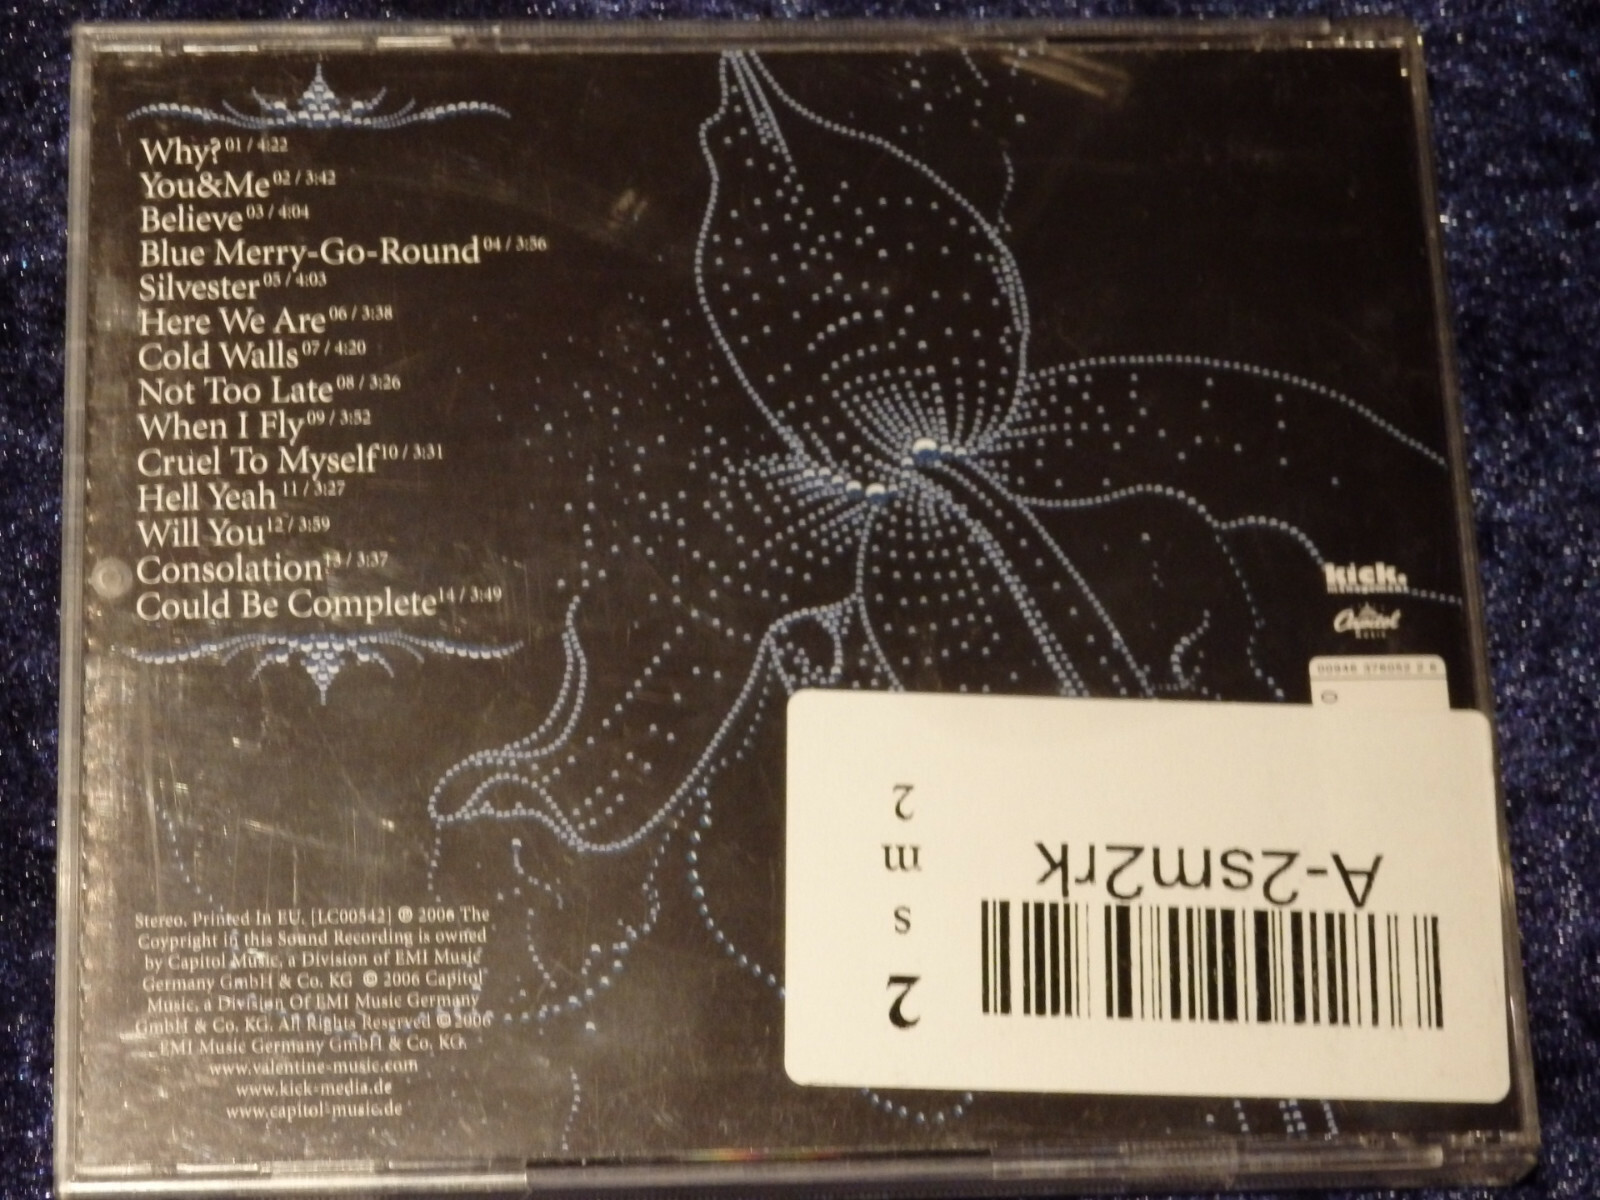 Why? 01 / 4:22
You&Me 02 / 3:42
Believe 03 / 4:04
Blue Merry-Go-Round 04 / 3:56
Silvester 05 / 4:03
Here We Are 06 / 3:38
Cold Walls 07 / 4:20
Not Too Late 08 / 3:26
When I Fly 09 / 3:52
Cruel To Myself 10 / 3:31
Hell Yeah 11 / 3:27
Will You 12 / 3:59
Consolation 13 / 3:37
Could Be Complete 14 / 3:49
Stereo. Printed In EU. [LC00542] ℗ 2006 The
Coypright in this Sound Recording is owned
by Capitol Music, a Division of EMI Music
Germany GmbH & Co. KG © 2006 Capitol
Music, a Division Of EMI Music Germany
GmbH & Co. KG. All Rights Reserved © 2006
EMI Music Germany GmbH & Co. KG.
www.valentine-music.com
www.kick-media.de
www.capitol-music.de
kick.
management
Capitol
MUSIC
0
A-2sm2rk
2 s m 2